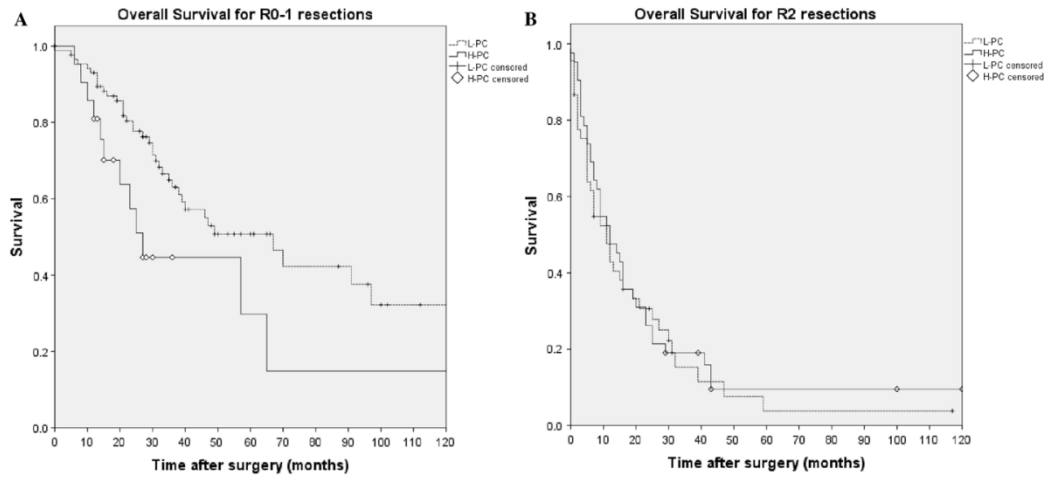 A
Overall Survival for R0-1 resections
1.0
0.8
0.6
0.4
0.2
0.0
Survival
0 10 20 30 40 50 60 70 80 90 100 110 120
Time after surgery (months)
L-PC
H-PC
L-PC censored
H-PC censored
B
Overall Survival for R2 resections
1.0
0.8
0.6
0.4
0.2
0.0
Survival
0 10 20 30 40 50 60 70 80 90 100 110 120
Time after surgery (months)
L-PC
H-PC
L-PC censored
H-PC censored